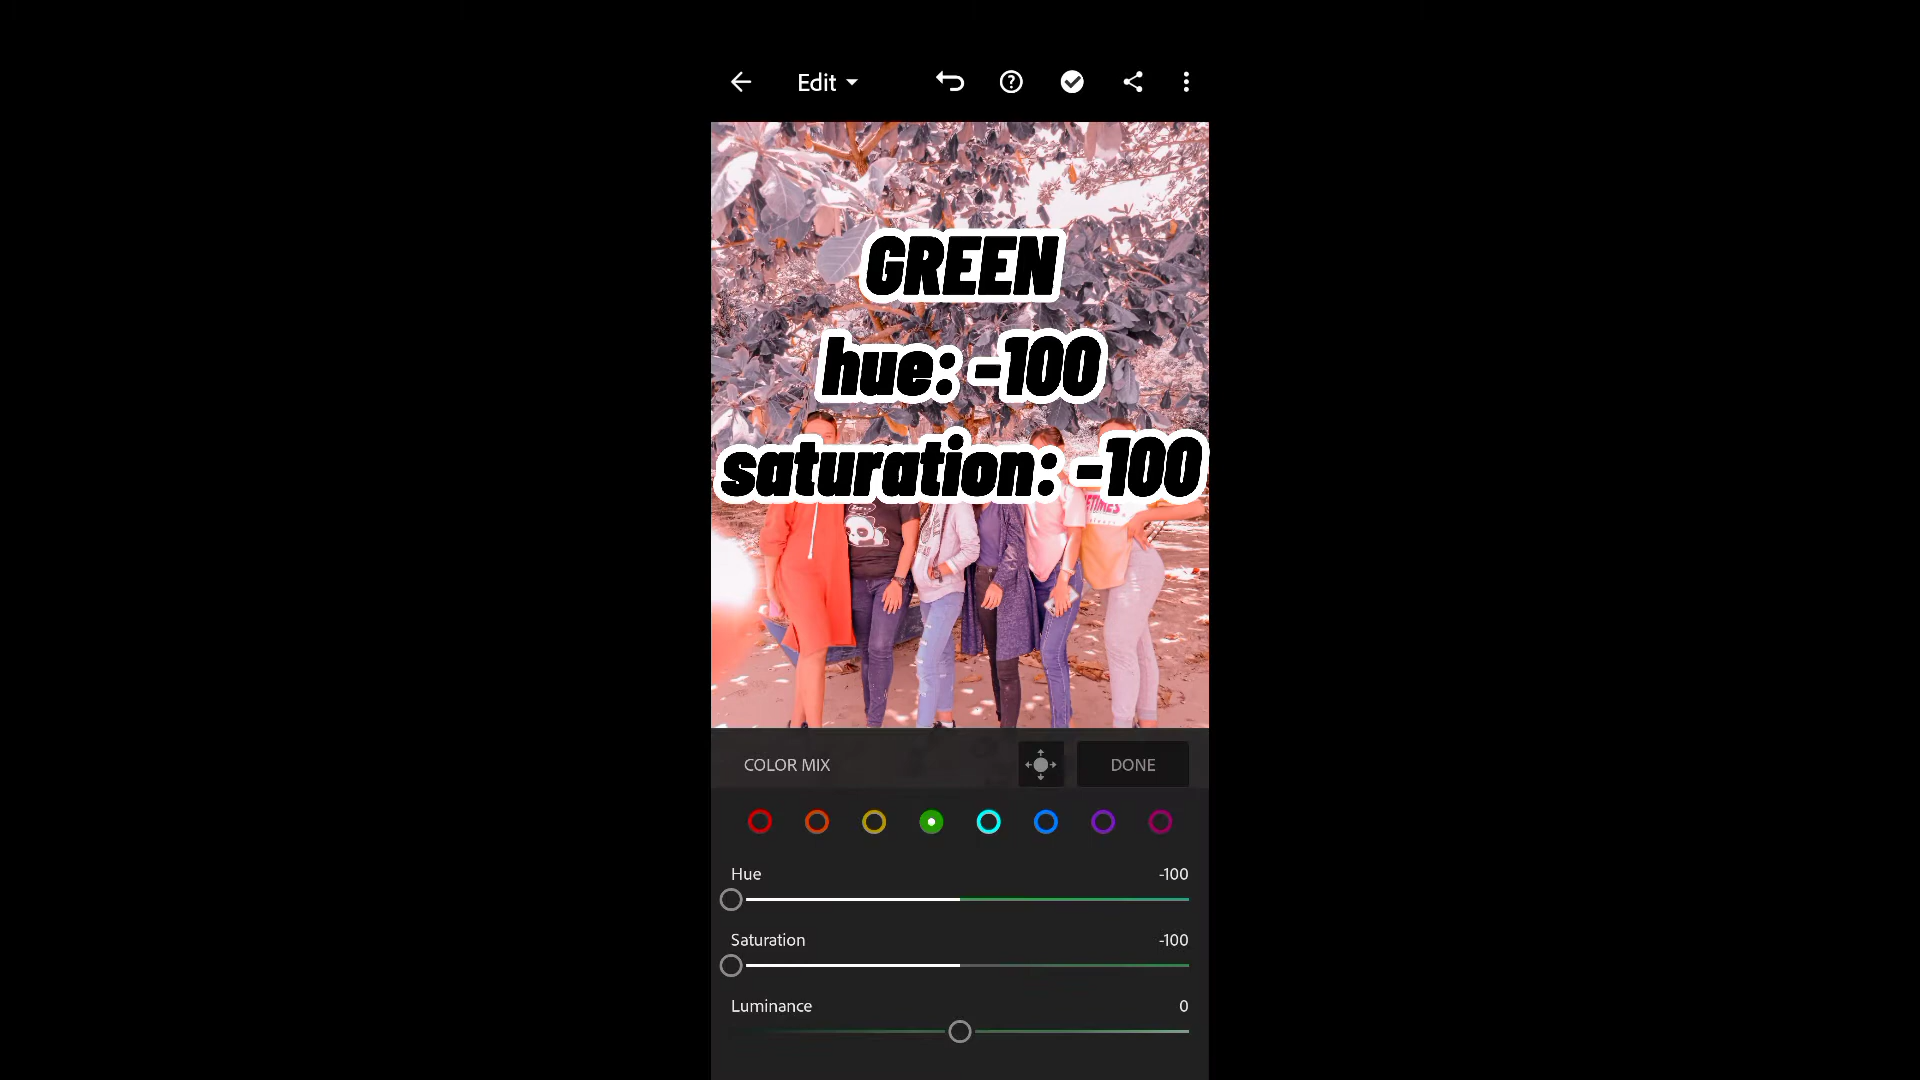 Edit
GREEN
hue: -100
saturation: -100
COLOR MIX
DONE
Hue
-100
Saturation
-100
Luminance
0